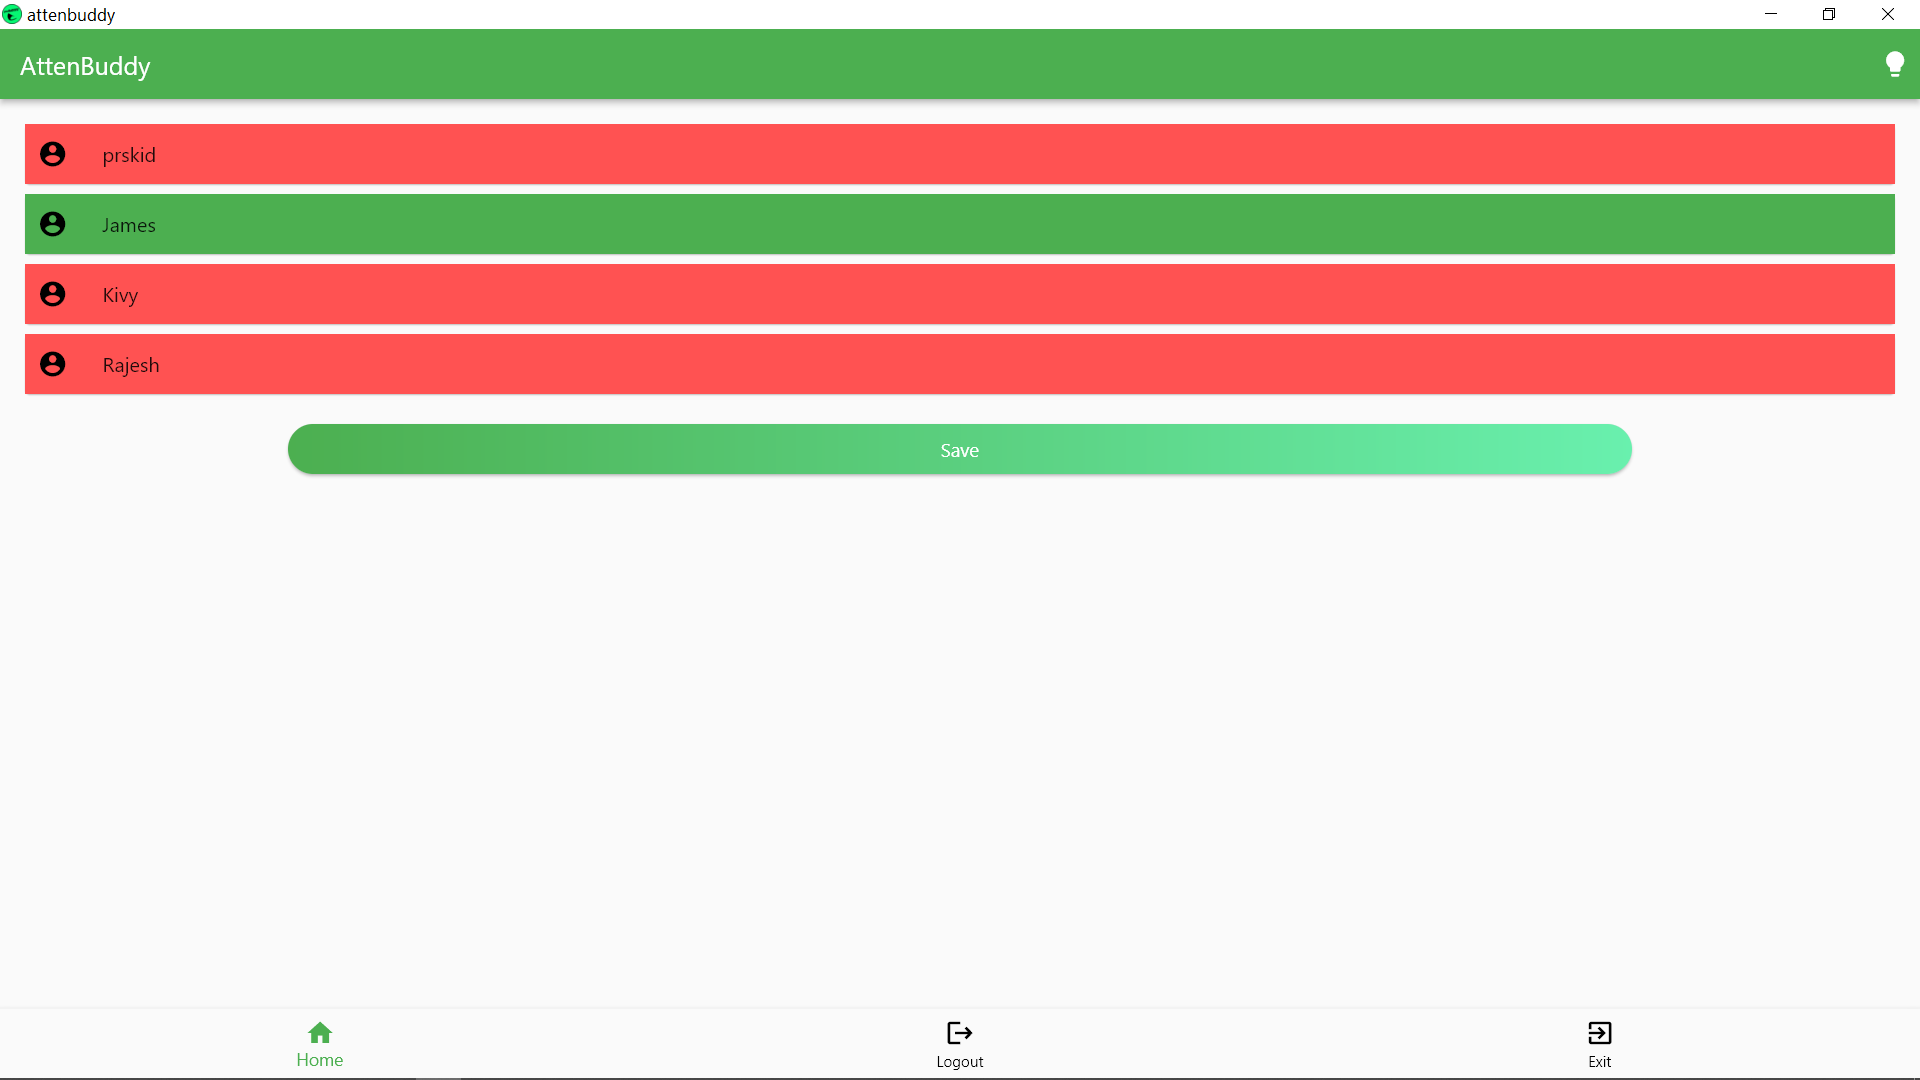 attenbuddy
AttenBuddy
prskid
James
Kivy
Rajesh
Save
Home
Logout
Exit